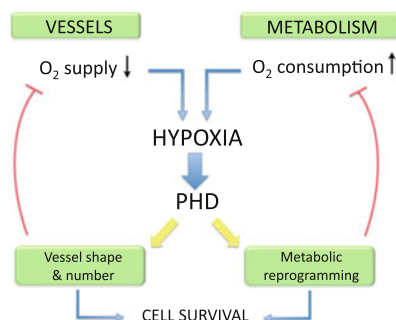 VESSELS
METABOLISM
O₂ supply ↓
O₂ consumption ↑
HYPOXIA
PHD
Vessel shape
& number
Metabolic
reprogramming
CELL SURVIVAL